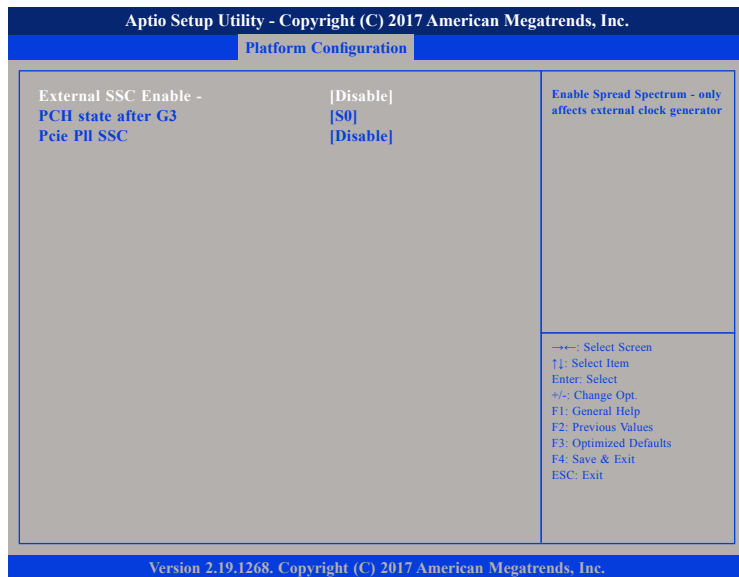 Aptio Setup Utility - Copyright (C) 2017 American Megatrends, Inc.
Platform Configuration
External SSC Enable - [Disable]
PCH state after G3 [S0]
Pcie Pll SSC [Disable]
Enable Spread Spectrum - only
affects external clock generator
→←: Select Screen
↑↓: Select Item
Enter: Select
+/-: Change Opt.
F1: General Help
F2: Previous Values
F3: Optimized Defaults
F4: Save & Exit
ESC: Exit
Version 2.19.1268. Copyright (C) 2017 American Megatrends, Inc.